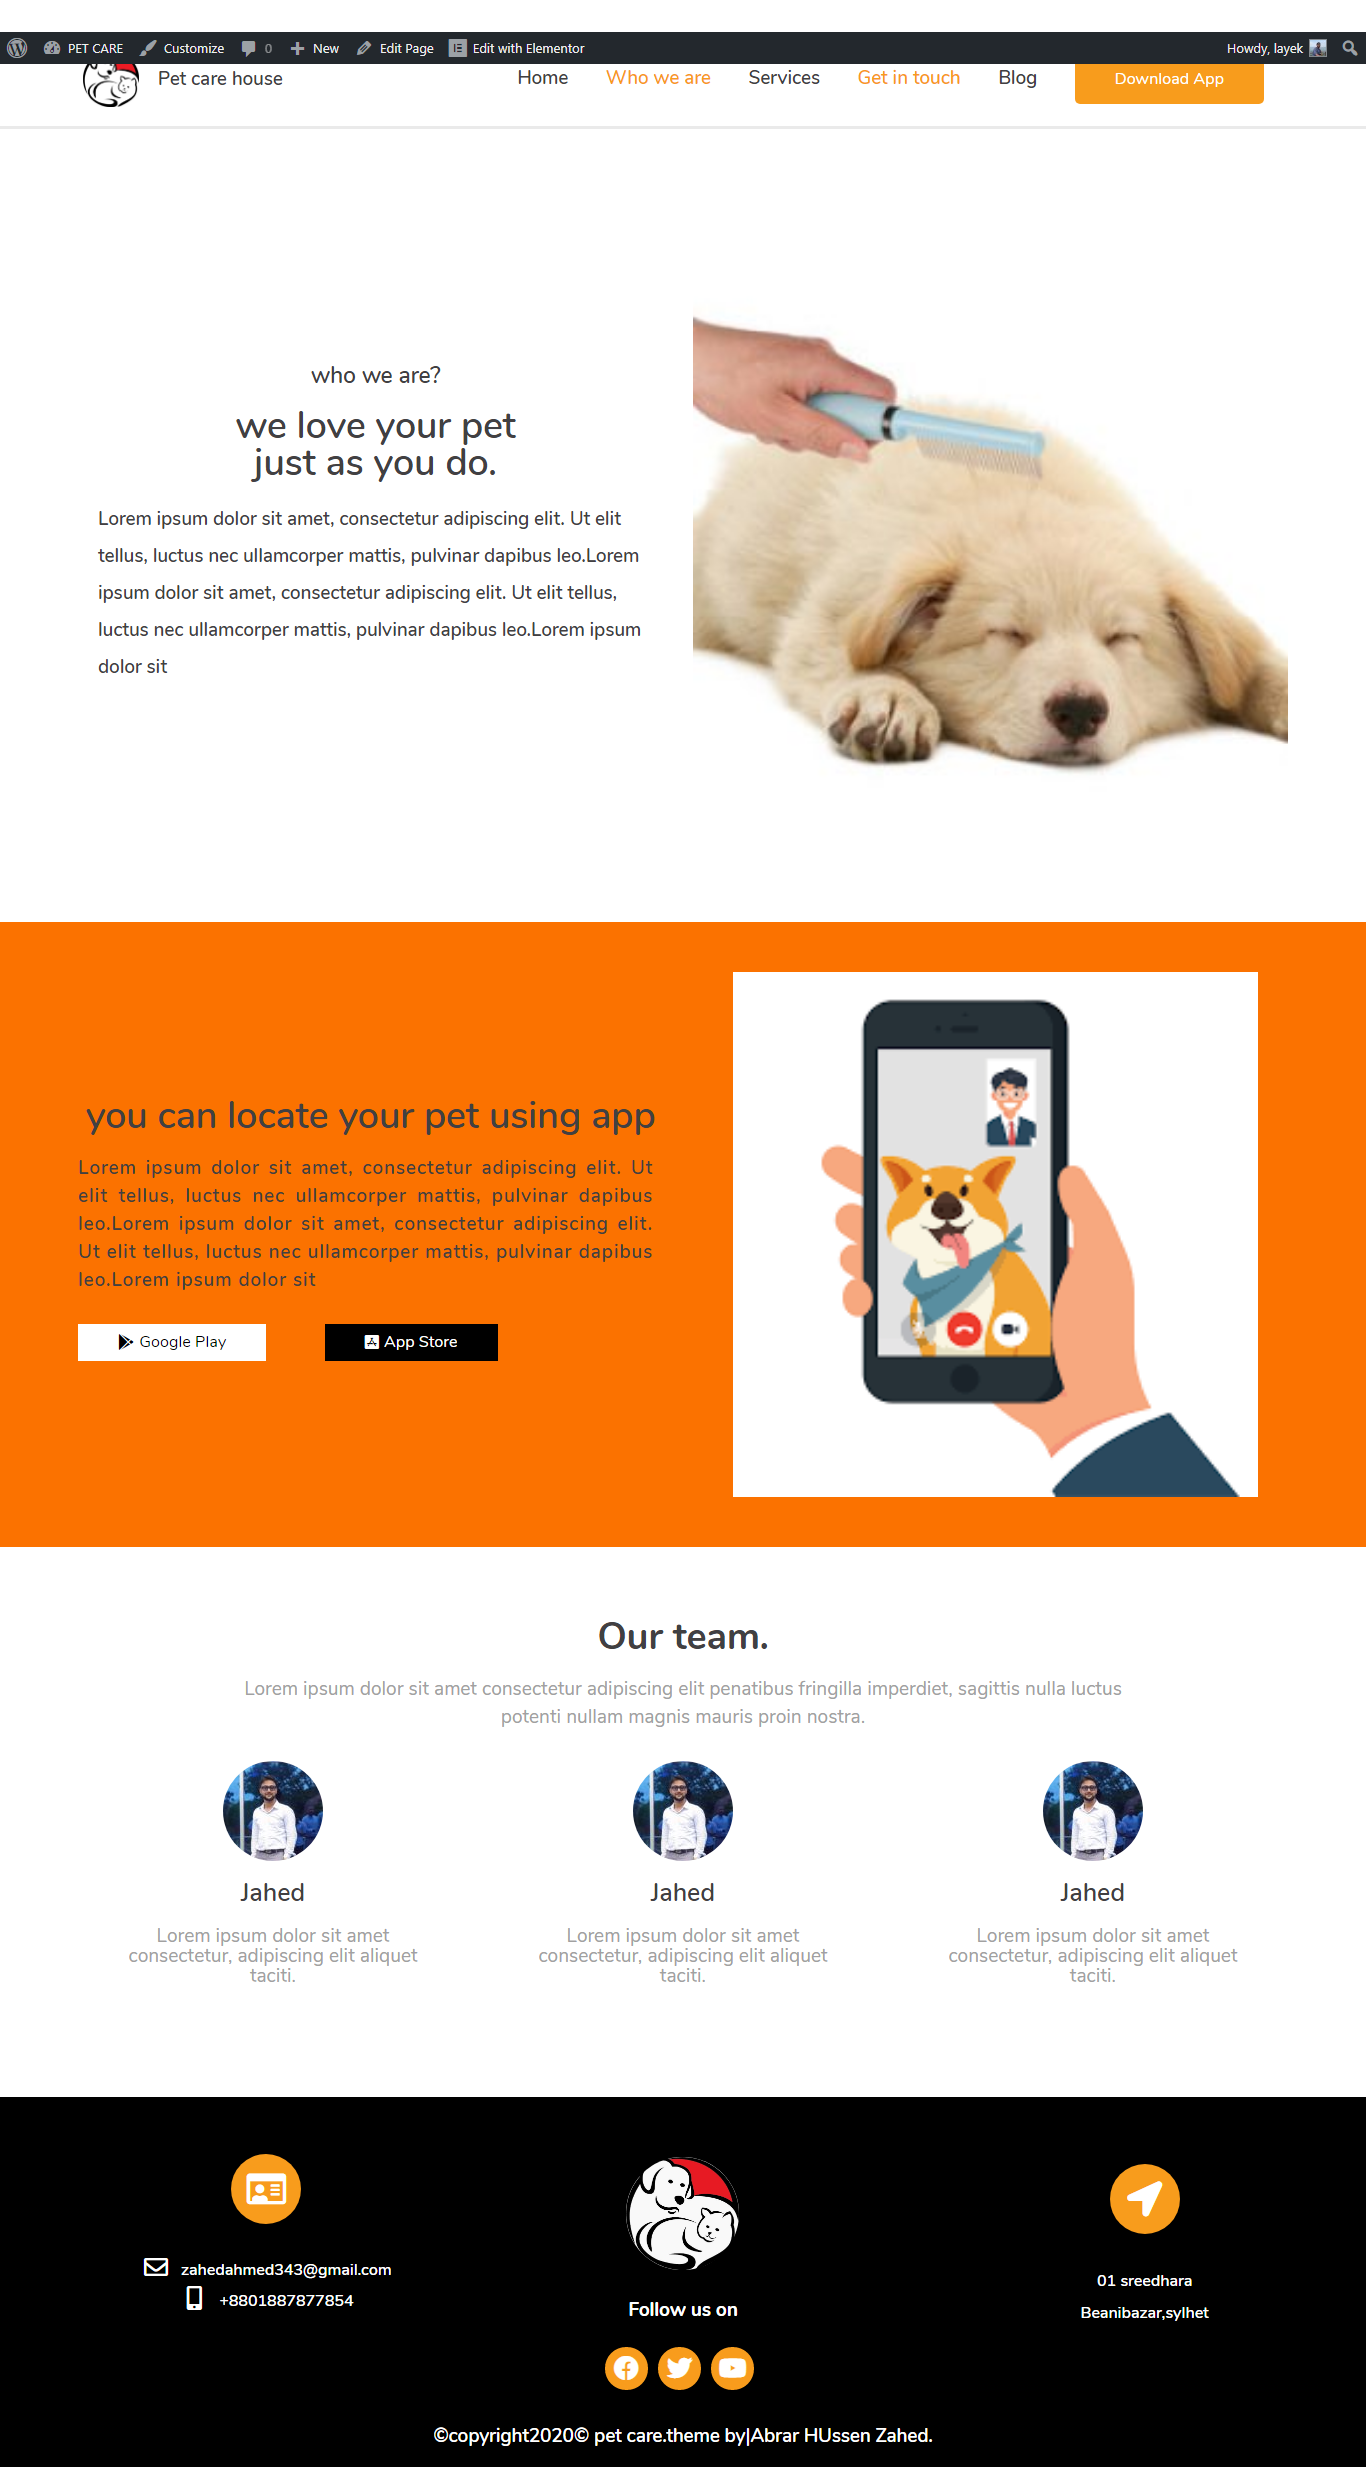 PET CARE Customize 0 New Edit Page Edit with Elementor Howdy, layek
Pet care house Home Who we are Services Get in touch Blog Download App
who we are?
we love your pet
just as you do.
Lorem ipsum dolor sit amet, consectetur adipiscing elit. Ut elit
tellus, luctus nec ullamcorper mattis, pulvinar dapibus leo.Lorem
ipsum dolor sit amet, consectetur adipiscing elit. Ut elit tellus,
luctus nec ullamcorper mattis, pulvinar dapibus leo.Lorem ipsum
dolor sit
you can locate your pet using app
Lorem ipsum dolor sit amet, consectetur adipiscing elit. Ut
elit tellus, luctus nec ullamcorper mattis, pulvinar dapibus
leo.Lorem ipsum dolor sit amet, consectetur adipiscing elit.
Ut elit tellus, luctus nec ullamcorper mattis, pulvinar dapibus
leo.Lorem ipsum dolor sit
Google Play App Store
Our team.
Lorem ipsum dolor sit amet consectetur adipiscing elit penatibus fringilla imperdiet, sagittis nulla luctus
potenti nullam magnis mauris proin nostra.
Jahed
Lorem ipsum dolor sit amet
consectetur, adipiscing elit aliquet
taciti.
Jahed
Lorem ipsum dolor sit amet
consectetur, adipiscing elit aliquet
taciti.
Jahed
Lorem ipsum dolor sit amet
consectetur, adipiscing elit aliquet
taciti.
zahedahmed343@gmail.com
+8801887877854
Follow us on
01 sreedhara
Beanibazar,sylhet
©copyright2020© pet care.theme by|Abrar HUssen Zahed.